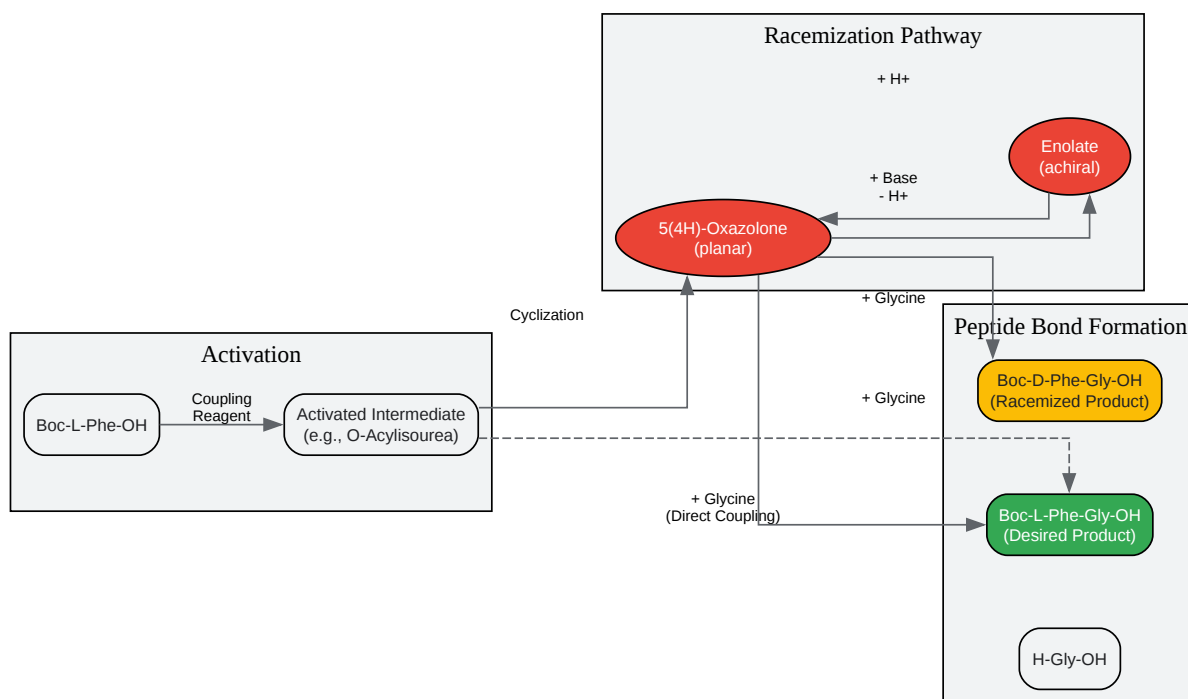 Racemization Pathway
+ H+
Enolate
(achiral)
+ Base
- H+
5(4H)-Oxazolone
(planar)
+ Glycine
Cyclization
Peptide Bond Formation
Activation
Boc-L-Phe-OH
Coupling
Reagent
Activated Intermediate
(e.g., O-Acylisourea)
Boc-D-Phe-Gly-OH
(Racemized Product)
+ Glycine
+ Glycine
(Direct Coupling)
Boc-L-Phe-Gly-OH
(Desired Product)
H-Gly-OH